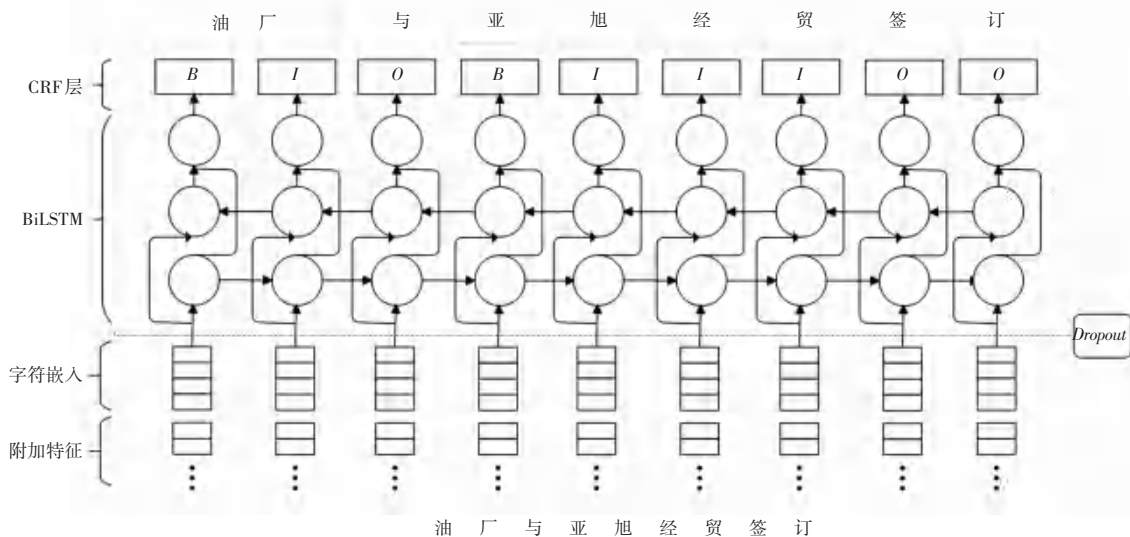 油 厂 与 亚 旭 经 贸 签 订
CRF层 B I O B I I I O O
BiLSTM
Dropout
字符嵌入
附加特征
油 厂 与 亚 旭 经 贸 签 订